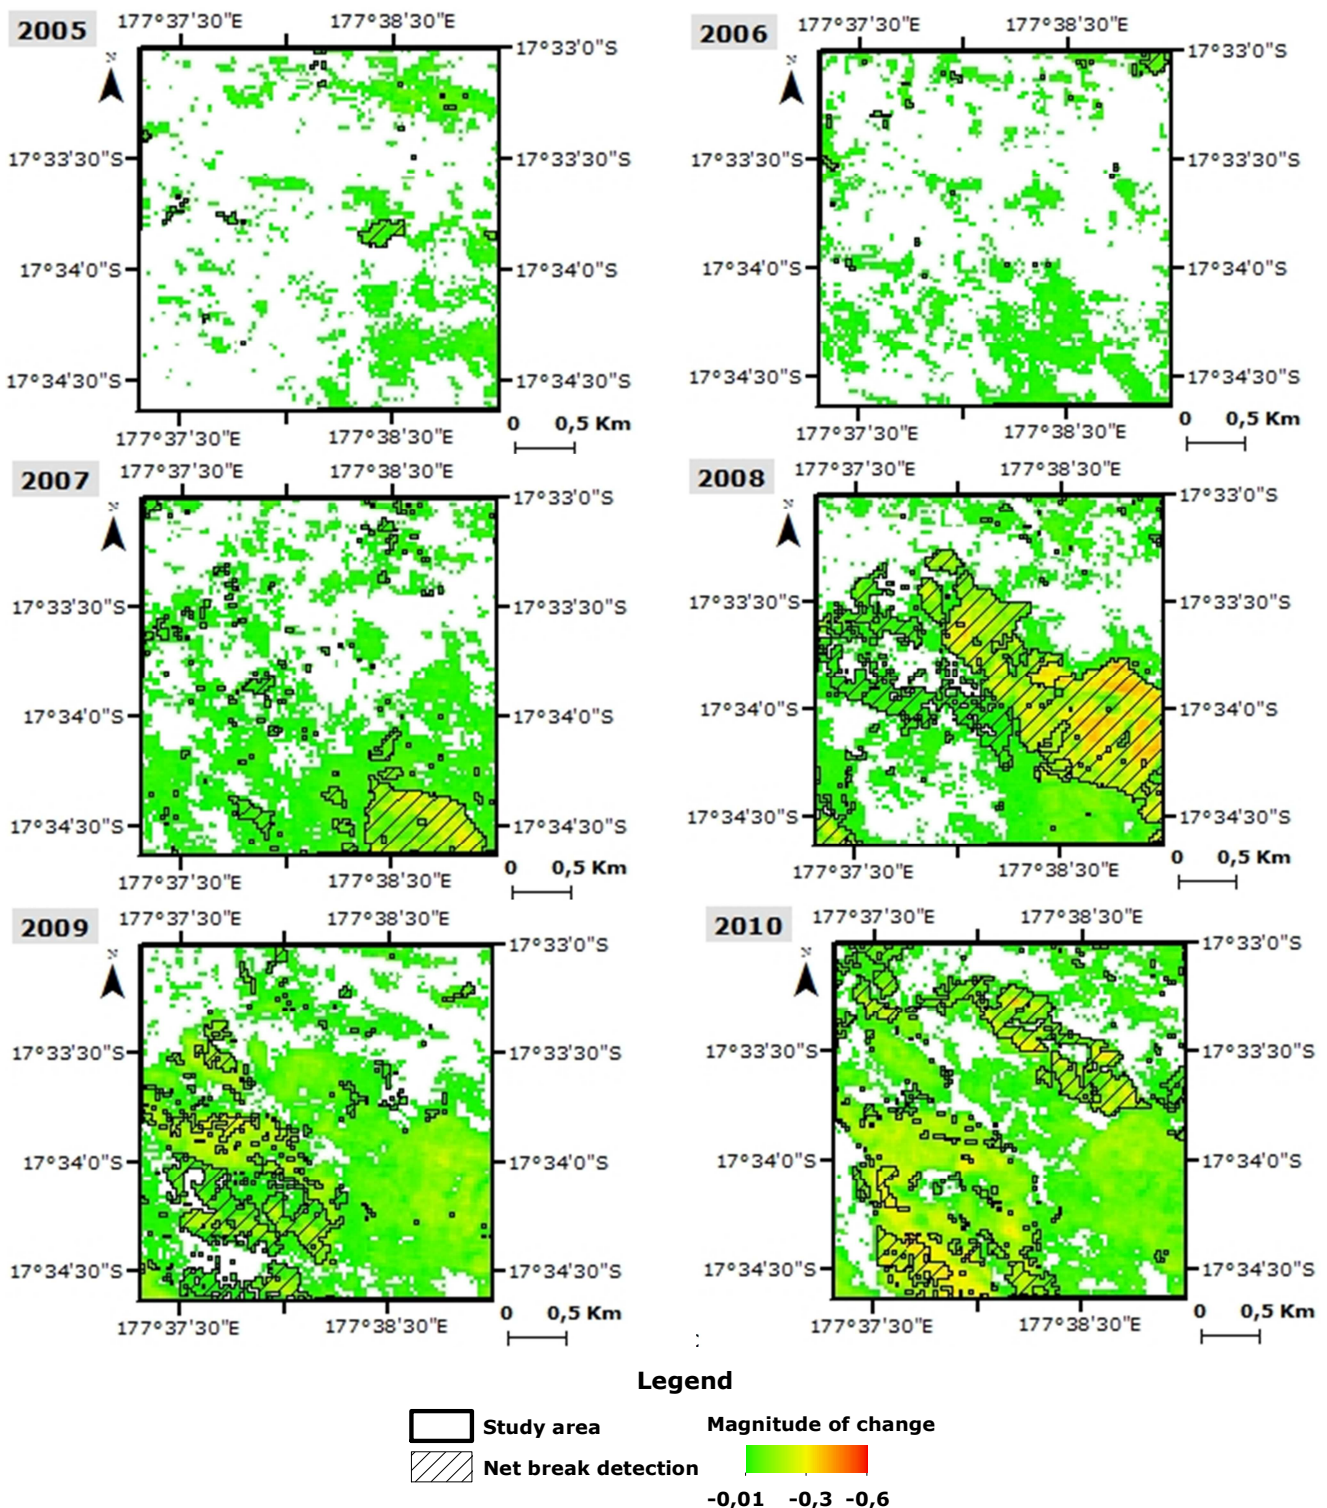 2005
177°37'30"E 177°38'30"E
N
17°33'0"S
17°33'30"S 17°33'30"S
17°34'0"S 17°34'0"S
17°34'30"S 17°34'30"S
177°37'30"E 177°38'30"E
0 0,5 Km
2006
177°37'30"E 177°38'30"E
N
17°33'0"S
17°33'30"S 17°33'30"S
17°34'0"S 17°34'0"S
17°34'30"S 17°34'30"S
177°37'30"E 177°38'30"E
0 0,5 Km
2007
177°37'30"E 177°38'30"E
N
17°33'0"S
17°33'30"S 17°33'30"S
17°34'0"S 17°34'0"S
17°34'30"S 17°34'30"S
177°37'30"E 177°38'30"E
0 0,5 Km
2008
177°37'30"E 177°38'30"E
N
17°33'0"S
17°33'30"S 17°33'30"S
17°34'0"S 17°34'0"S
17°34'30"S 17°34'30"S
177°37'30"E 177°38'30"E
0 0,5 Km
2009
177°37'30"E 177°38'30"E
N
17°33'0"S
17°33'30"S 17°33'30"S
17°34'0"S 17°34'0"S
17°34'30"S 17°34'30"S
177°37'30"E 177°38'30"E
0 0,5 Km
2010
177°37'30"E 177°38'30"E
N
17°33'0"S
17°33'30"S 17°33'30"S
17°34'0"S 17°34'0"S
17°34'30"S 17°34'30"S
177°37'30"E 177°38'30"E
0 0,5 Km
Legend
Study area
Net break detection
Magnitude of change
-0,01 -0,3 -0,6